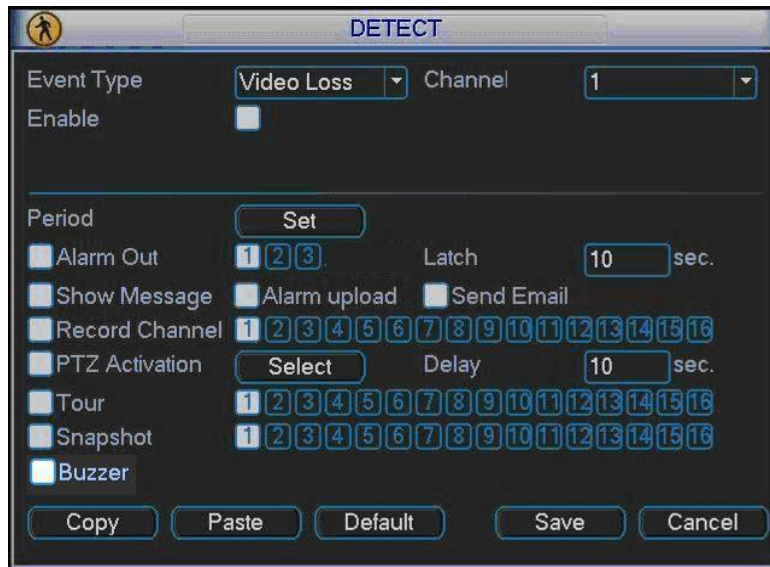 DETECT
Event Type Video Loss Channel 1
Enable
Period Set
Alarm Out 1 2 3. Latch 10 sec.
Show Message Alarm upload Send Email
Record Channel 1 2 3 4 5 6 7 8 9 10 11 12 13 14 15 16
PTZ Activation Select Delay 10 sec.
Tour 1 2 3 4 5 6 7 8 9 10 11 12 13 14 15 16
Snapshot 1 2 3 4 5 6 7 8 9 10 11 12 13 14 15 16
Buzzer
Copy Paste Default Save Cancel